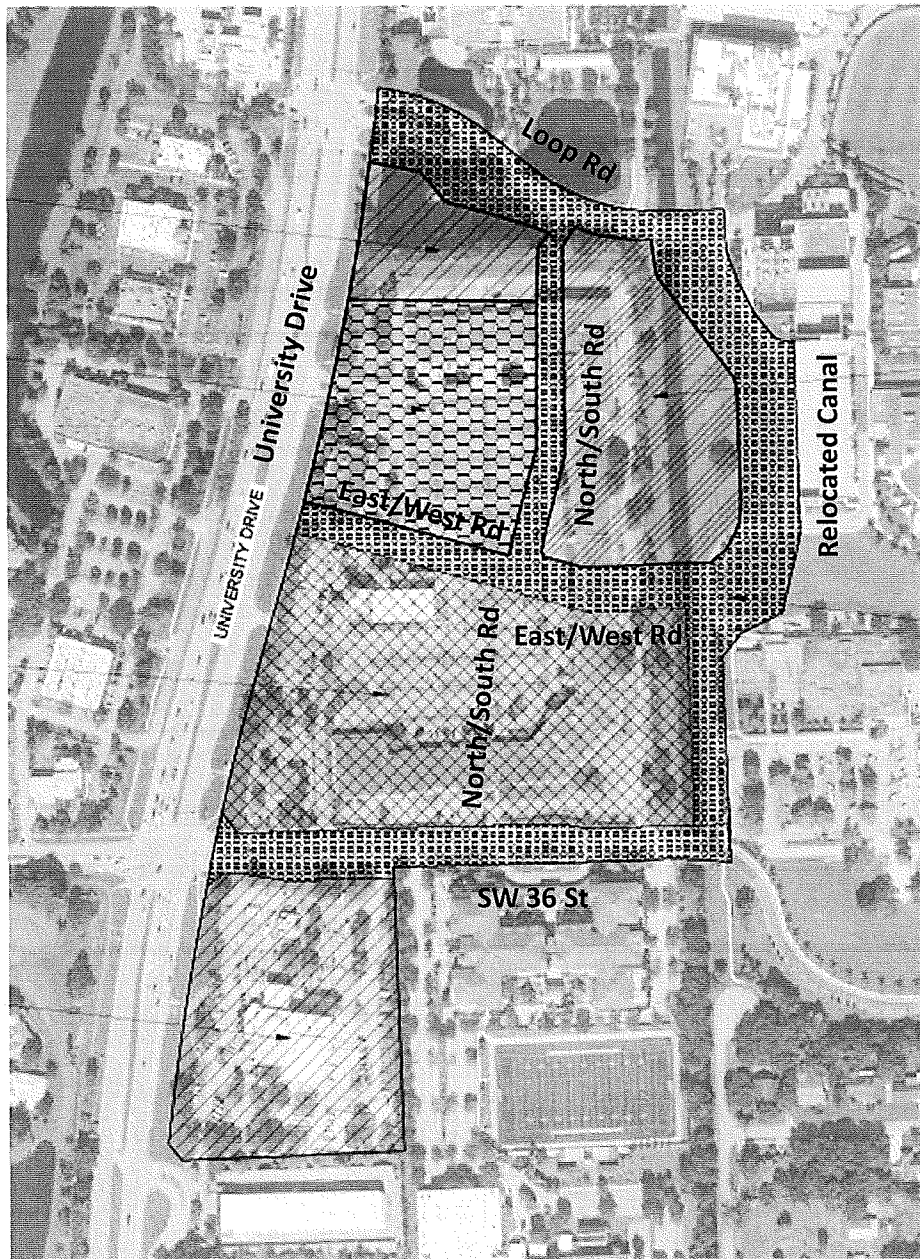 Loop Rd
University Drive
North/South Rd
Relocated Canal
East/West Rd
UNIVERSITY DRIVE
East/West Rd
North/South Rd
SW 36 St